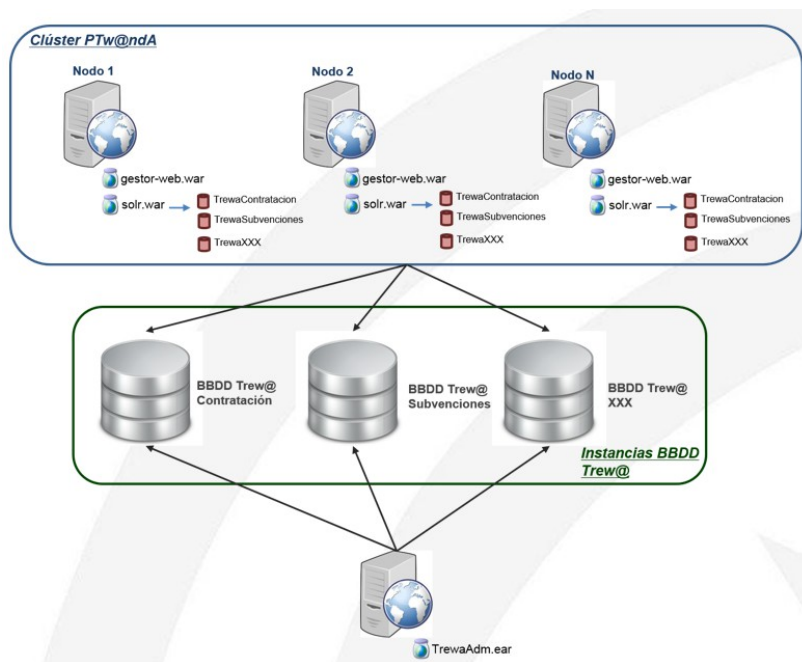 Clúster PTw@ndA
Nodo 1
Nodo 2
Nodo N
gestor-web.war
solr.war
TrewaContratacion
TrewaSubvenciones
TrewaXXX
gestor-web.war
solr.war
TrewaContratacion
TrewaSubvenciones
TrewaXXX
gestor-web.war
solr.war
TrewaContratacion
TrewaSubvenciones
TrewaXXX
BBDD Trew@
Contratación
BBDD Trew@
Subvenciones
BBDD Trew@
XXX
Instancias BBDD
Trew@
TrewaAdm.ear